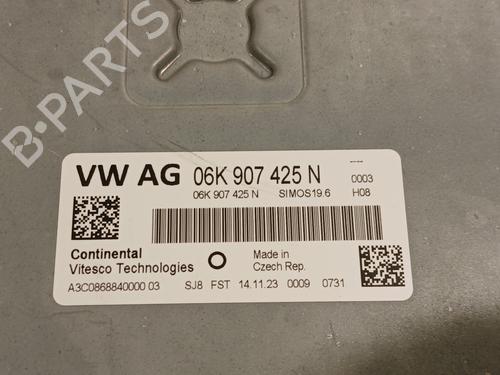 B-PARTS
VW AG 06K 907 425 N
06K 907 425 N SIMOS19.6
0003
H08
Continental
Vitesco Technologies
Made in
Czech Rep.
A3C0868840000 03 SJ8 FST 14.11.23 0009 0731